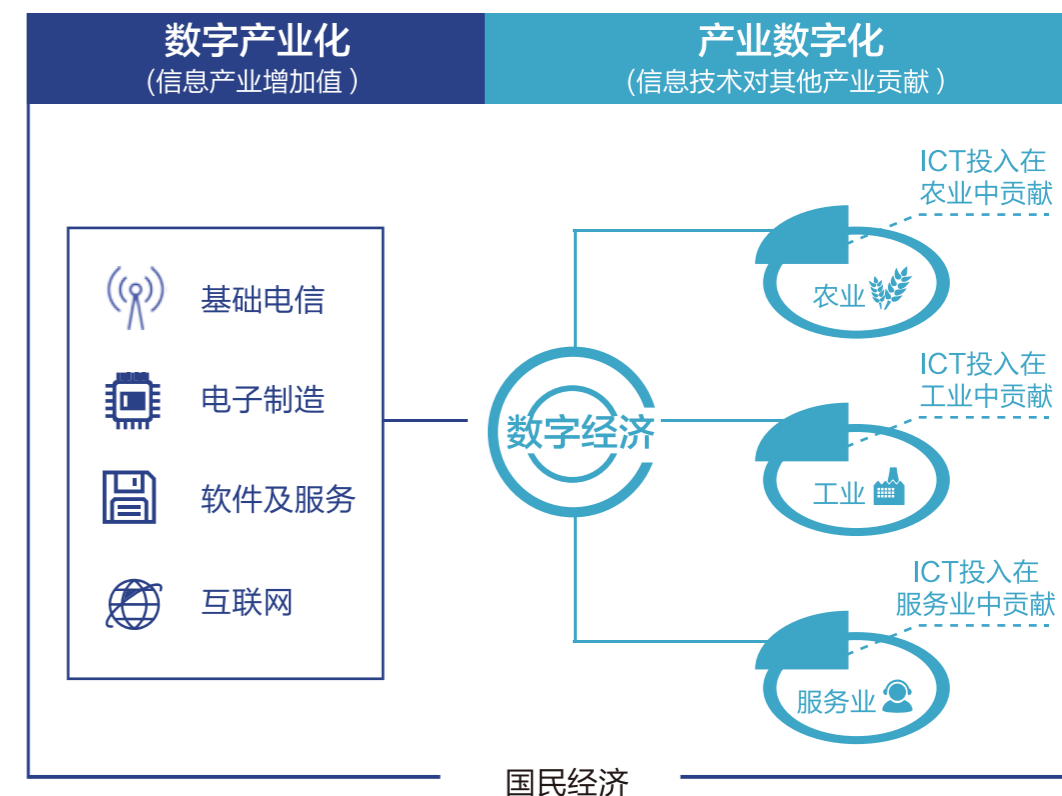 数字产业化
(信息产业增加值)
产业数字化
(信息技术对其他产业贡献)
基础电信
电子制造
软件及服务
互联网
数字经济
ICT投入在
农业中贡献
农业
ICT投入在
工业中贡献
工业
ICT投入在
服务业中贡献
服务业
国民经济